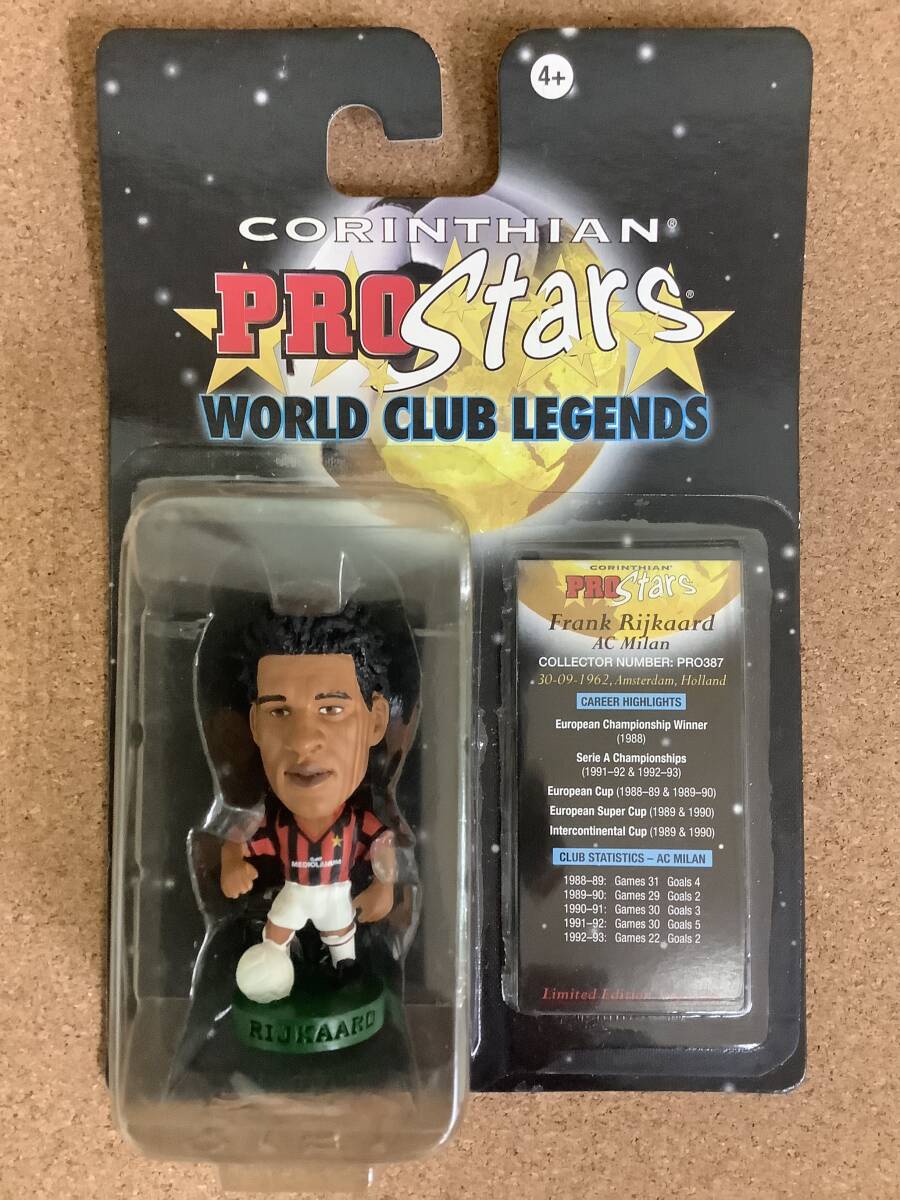 4+
CORINTHIAN®
PROStars®
WORLD CLUB LEGENDS
CORINTHIAN®
PROStars
Frank Rijkaard
AC Milan
COLLECTOR NUMBER: PRO387
30-09-1962, Amsterdam, Holland
CAREER HIGHLIGHTS
European Championship Winner
(1988)
Serie A Championships
(1991–92 & 1992–93)
European Cup (1988–89 & 1989–90)
European Super Cup (1989 & 1990)
Intercontinental Cup (1989 & 1990)
CLUB STATISTICS – AC MILAN
1988–89: Games 31 Goals 4
1989–90: Games 29 Goals 2
1990–91: Games 30 Goals 3
1991–92: Games 30 Goals 5
1992–93: Games 22 Goals 2
Limited Edition
MEDIOLANUM
RIJKAARD